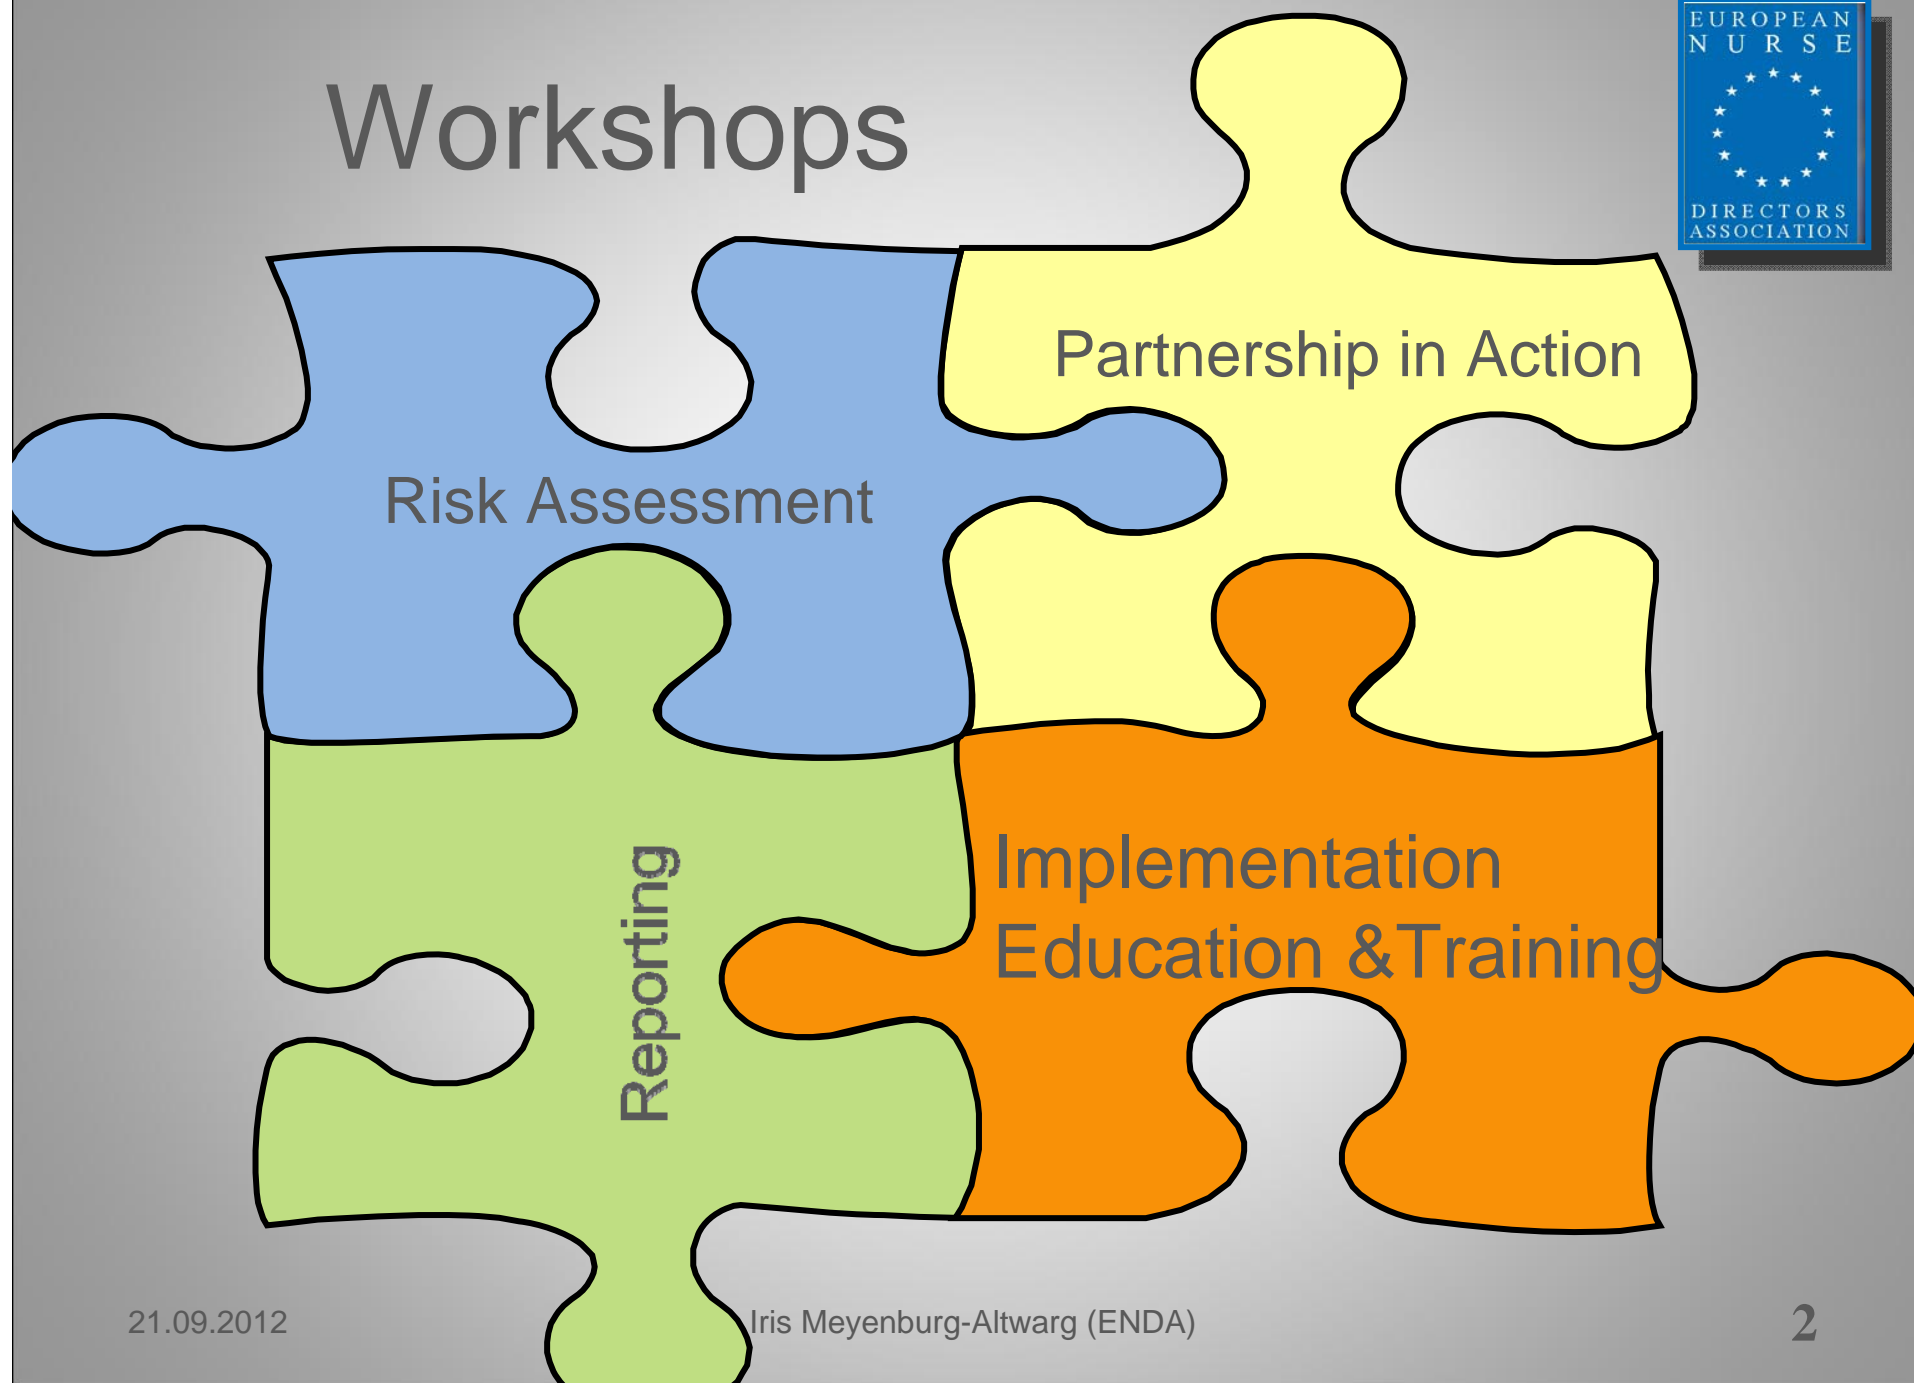 EUROPEAN
NURSE
DIRECTORS
ASSOCIATION
Workshops
Partnership in Action
Risk Assessment
Reporting
Implementation
Education &Training
21.09.2012
Iris Meyenburg-Altwarg (ENDA)
2